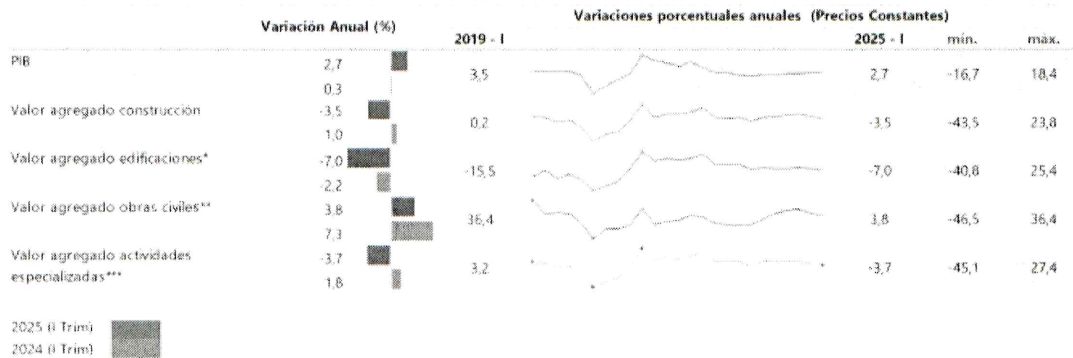 Variaciones porcentuales anuales (Precios Constantes)
Variación Anual (%)
2019 - I 2025 - I mín. máx.
PIB 2,7 3,5 2,7 -16,7 18,4
0,3
Valor agregado construcción -3,5 0,2 -3,5 -43,5 23,8
1,0
Valor agregado edificaciones* -7,0 -15,5 -7,0 -40,8 25,4
-2,2
Valor agregado obras civiles** 3,8 36,4 3,8 -46,5 36,4
7,3
Valor agregado actividades -3,7 3,2 -3,7 -45,1 27,4
especializadas*** 1,8
2025 (I Trim)
2024 (I Trim)